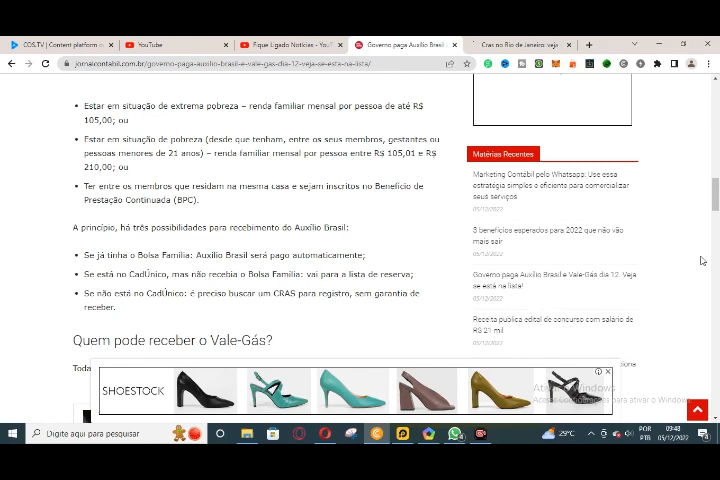 COS.TV | Content platform o
YouTube
Fique Ligado Notícias - YouT
Governo paga Auxílio Brasil
Cras no Rio de Janeiro: veja
jornalcontabil.com.br/governo-paga-auxilio-brasil-e-vale-gas-dia-12-veja-se-esta-na-lista/
Estar em situação de extrema pobreza – renda familiar mensal por pessoa de até R$
105,00; ou
Estar em situação de pobreza (desde que tenham, entre os seus membros, gestantes ou
pessoas menores de 21 anos) – renda familiar mensal por pessoa entre R$ 105,01 e R$
210,00; ou
Ter entre os membros que residam na mesma casa e sejam inscritos no Benefício de
Prestação Continuada (BPC).
A princípio, há três possibilidades para recebimento do Auxílio Brasil:
Se já tinha o Bolsa Família: Auxílio Brasil será pago automaticamente;
Se está no CadÚnico, mas não recebia o Bolsa Família: vai para a lista de reserva;
Se não está no CadÚnico: é preciso buscar um CRAS para registro, sem garantia de
receber.
Quem pode receber o Vale-Gás?
Toda
Matérias Recentes
Marketing Contábil pelo Whatsapp: Use essa
estratégia simples e eficiente para comercializar
seus serviços
05/12/2022
3 benefícios esperados para 2022 que não vão
mais sair
05/12/2022
Governo paga Auxílio Brasil e Vale-Gás dia 12. Veja
se está na lista!
05/12/2022
Receita publica edital de concurso com salário de
R$ 21 mil
05/12/2022
ciona
SHOESTOCK
Ativar o Windows
Acesse Configurações para ativar o Windows.
Digite aqui para pesquisar
29°C
POR
PTB
09:48
05/12/2022